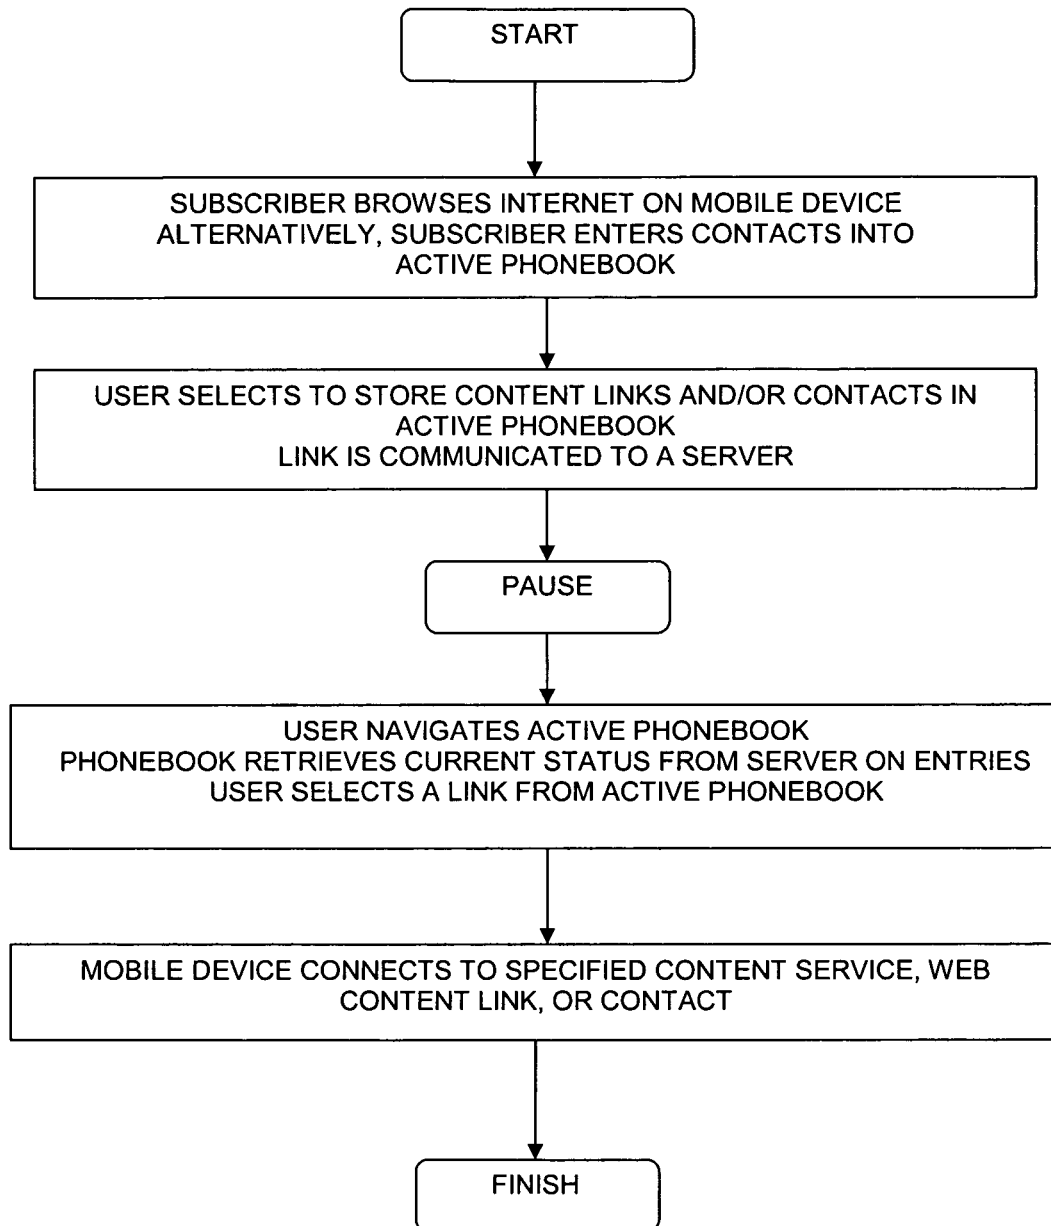 START
SUBSCRIBER BROWSES INTERNET ON MOBILE DEVICE
ALTERNATIVELY, SUBSCRIBER ENTERS CONTACTS INTO
ACTIVE PHONEBOOK
USER SELECTS TO STORE CONTENT LINKS AND/OR CONTACTS IN
ACTIVE PHONEBOOK
LINK IS COMMUNICATED TO A SERVER
PAUSE
USER NAVIGATES ACTIVE PHONEBOOK
PHONEBOOK RETRIEVES CURRENT STATUS FROM SERVER ON ENTRIES
USER SELECTS A LINK FROM ACTIVE PHONEBOOK
MOBILE DEVICE CONNECTS TO SPECIFIED CONTENT SERVICE, WEB
CONTENT LINK, OR CONTACT
FINISH